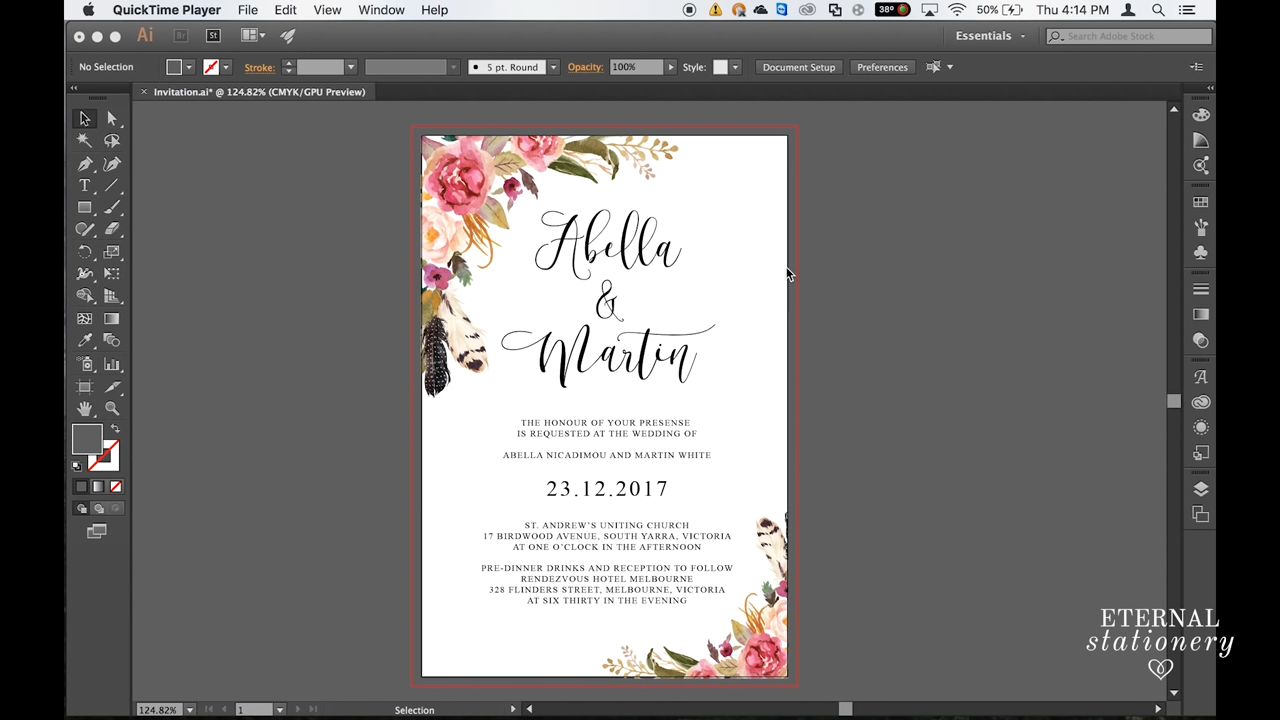 QuickTime Player File Edit View Window Help 38° 50% Thu 4:14 PM
Ai Br St Essentials Search Adobe Stock
No Selection Stroke: 5 pt. Round Opacity: 100% Style: Document Setup Preferences
× Invitation.ai* @ 124.82% (CMYK/GPU Preview)
Abella
&
Martin
THE HONOUR OF YOUR PRESENSE
IS REQUESTED AT THE WEDDING OF
ABELLA NICADIMOU AND MARTIN WHITE
23.12.2017
ST. ANDREW'S UNITING CHURCH
17 BIRDWOOD AVENUE, SOUTH YARRA, VICTORIA
AT ONE O'CLOCK IN THE AFTERNOON
PRE-DINNER DRINKS AND RECEPTION TO FOLLOW
RENDEZVOUS HOTEL MELBOURNE
328 FLINDERS STREET, MELBOURNE, VICTORIA
AT SIX THIRTY IN THE EVENING
ETERNAL
stationery
124.82% 1 Selection